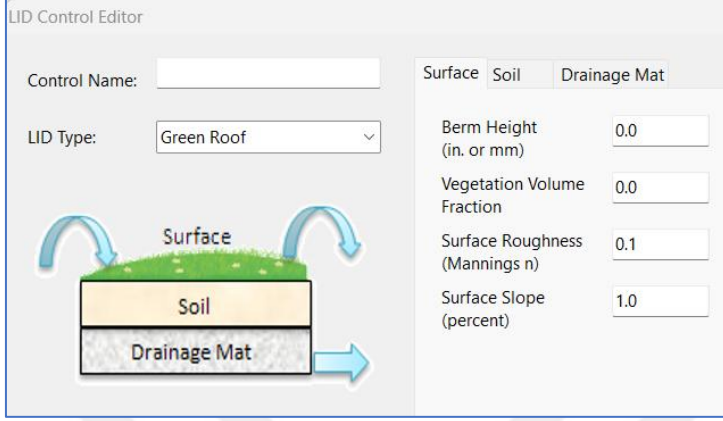 LID Control Editor
Control Name:
LID Type:
Green Roof
Surface
Soil
Drainage Mat
Surface Soil Drainage Mat
Berm Height
(in. or mm)
0.0
Vegetation Volume
Fraction
0.0
Surface Roughness
(Mannings n)
0.1
Surface Slope
(percent)
1.0